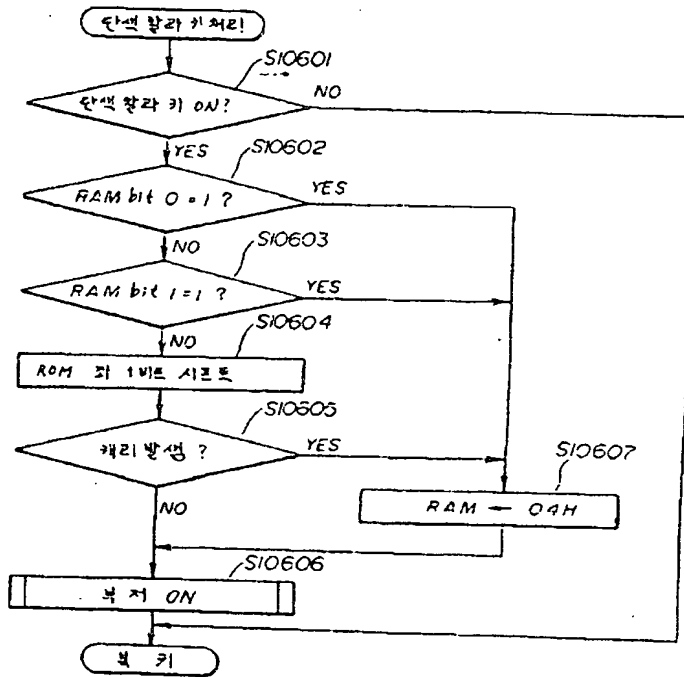 단색 칼라 키 처리
S10601
단색 칼라 키 ON?
NO
YES
S10602
RAM bit 0 = 1 ?
YES
NO
S10603
RAM bit 1 = 1 ?
YES
NO
S10604
ROM 좌 1비트 시프트
S10605
캐리발생 ?
YES
NO
S10607
RAM ← 04H
S10606
부저 ON
복 키